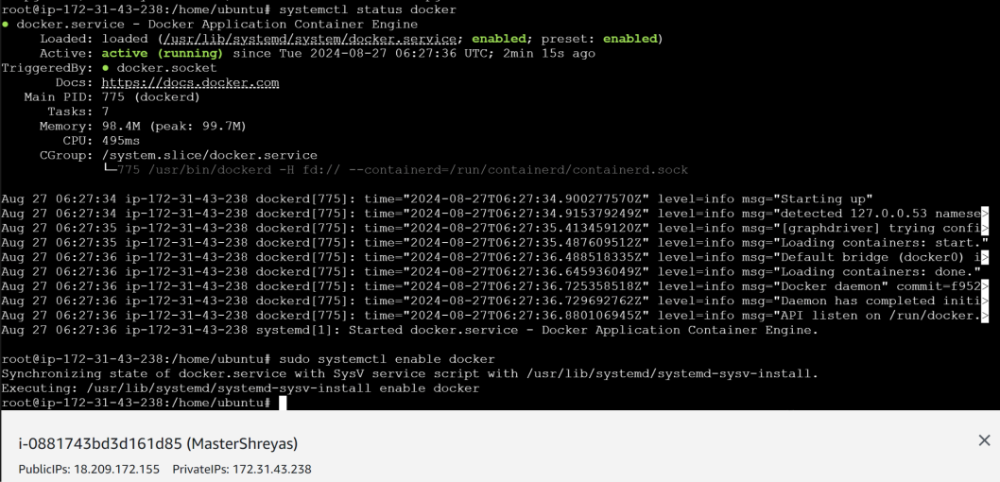 root@ip-172-31-43-238:/home/ubuntu# systemctl status docker
● docker.service - Docker Application Container Engine
Loaded: loaded (/usr/lib/systemd/system/docker.service; enabled; preset: enabled)
Active: active (running) since Tue 2024-08-27 06:27:36 UTC; 2min 15s ago
TriggeredBy: ● docker.socket
Docs: https://docs.docker.com
Main PID: 775 (dockerd)
Tasks: 7
Memory: 98.4M (peak: 99.7M)
CPU: 495ms
CGroup: /system.slice/docker.service
└─775 /usr/bin/dockerd -H fd:// --containerd=/run/containerd/containerd.sock
Aug 27 06:27:34 ip-172-31-43-238 dockerd[775]: time="2024-08-27T06:27:34.900277570Z" level=info msg="Starting up"
Aug 27 06:27:34 ip-172-31-43-238 dockerd[775]: time="2024-08-27T06:27:34.915379249Z" level=info msg="detected 127.0.0.53 namese>
Aug 27 06:27:35 ip-172-31-43-238 dockerd[775]: time="2024-08-27T06:27:35.413459120Z" level=info msg="[graphdriver] trying confi>
Aug 27 06:27:35 ip-172-31-43-238 dockerd[775]: time="2024-08-27T06:27:35.487609512Z" level=info msg="Loading containers: start."
Aug 27 06:27:36 ip-172-31-43-238 dockerd[775]: time="2024-08-27T06:27:36.488518335Z" level=info msg="Default bridge (docker0) i>
Aug 27 06:27:36 ip-172-31-43-238 dockerd[775]: time="2024-08-27T06:27:36.645936049Z" level=info msg="Loading containers: done."
Aug 27 06:27:36 ip-172-31-43-238 dockerd[775]: time="2024-08-27T06:27:36.725358518Z" level=info msg="Docker daemon" commit=f952>
Aug 27 06:27:36 ip-172-31-43-238 dockerd[775]: time="2024-08-27T06:27:36.729692762Z" level=info msg="Daemon has completed initi>
Aug 27 06:27:36 ip-172-31-43-238 dockerd[775]: time="2024-08-27T06:27:36.880106945Z" level=info msg="API listen on /run/docker.>
Aug 27 06:27:36 ip-172-31-43-238 systemd[1]: Started docker.service - Docker Application Container Engine.
root@ip-172-31-43-238:/home/ubuntu# sudo systemctl enable docker
Synchronizing state of docker.service with SysV service script with /usr/lib/systemd/systemd-sysv-install.
Executing: /usr/lib/systemd/systemd-sysv-install enable docker
root@ip-172-31-43-238:/home/ubuntu#
i-0881743bd3d161d85 (MasterShreyas)
PublicIPs: 18.209.172.155 PrivateIPs: 172.31.43.238